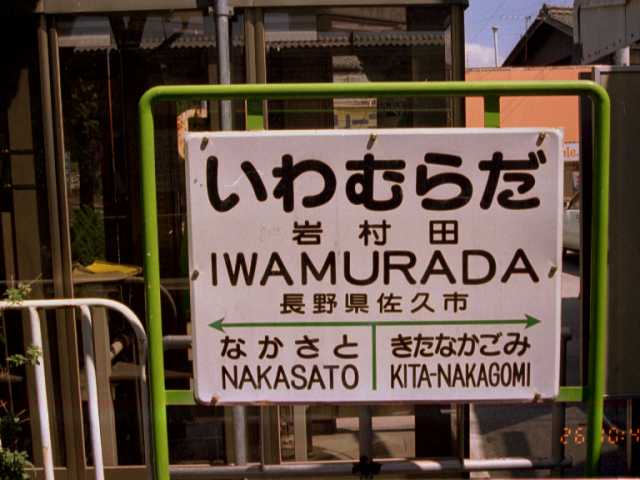 いわむらだ
岩村田
IWAMURADA
長野県佐久市
なかさと きたなかごみ
NAKASATO KITA-NAKAGOMI